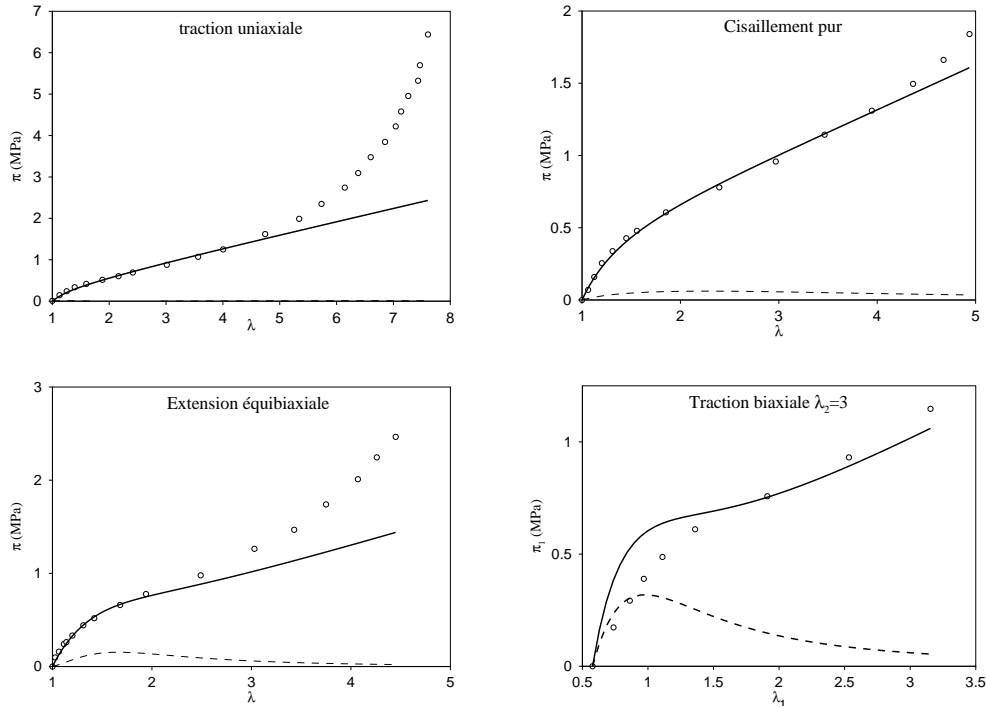 traction uniaxiale
π (MPa)
7
6
5
4
3
2
1
0
1 2 3 4 5 6 7 8
λ
Cisaillement pur
π (MPa)
2
1.5
1
0.5
0
1 2 3 4 5
λ
Extension équibiaxiale
π (MPa)
3
2
1
0
1 2 3 4 5
λ
Traction biaxiale λ₂=3
π₁ (MPa)
1
0.5
0
0.5 1 1.5 2 2.5 3 3.5
λ₁